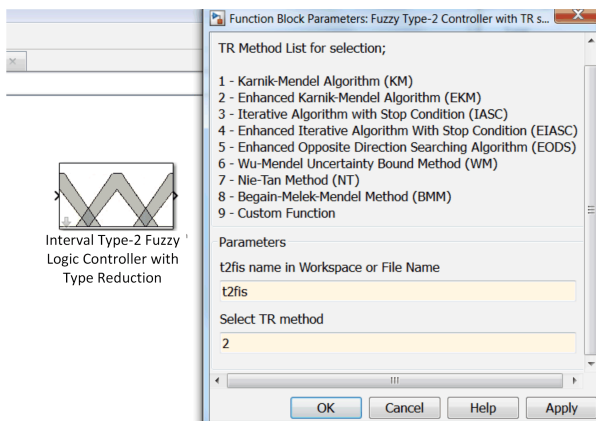 Function Block Parameters: Fuzzy Type-2 Controller with TR s...
TR Method List for selection;
1 - Karnik-Mendel Algorithm (KM)
2 - Enhanced Karnik-Mendel Algorithm (EKM)
3 - Iterative Algorithm with Stop Condition (IASC)
4 - Enhanced Iterative Algorithm With Stop Condition (EIASC)
5 - Enhanced Opposite Direction Searching Algorithm (EODS)
6 - Wu-Mendel Uncertainty Bound Method (WM)
7 - Nie-Tan Method (NT)
8 - Begain-Melek-Mendel Method (BMM)
9 - Custom Function
Interval Type-2 Fuzzy
Logic Controller with
Type Reduction
Parameters
t2fis name in Workspace or File Name
t2fis
Select TR method
2
OK Cancel Help Apply